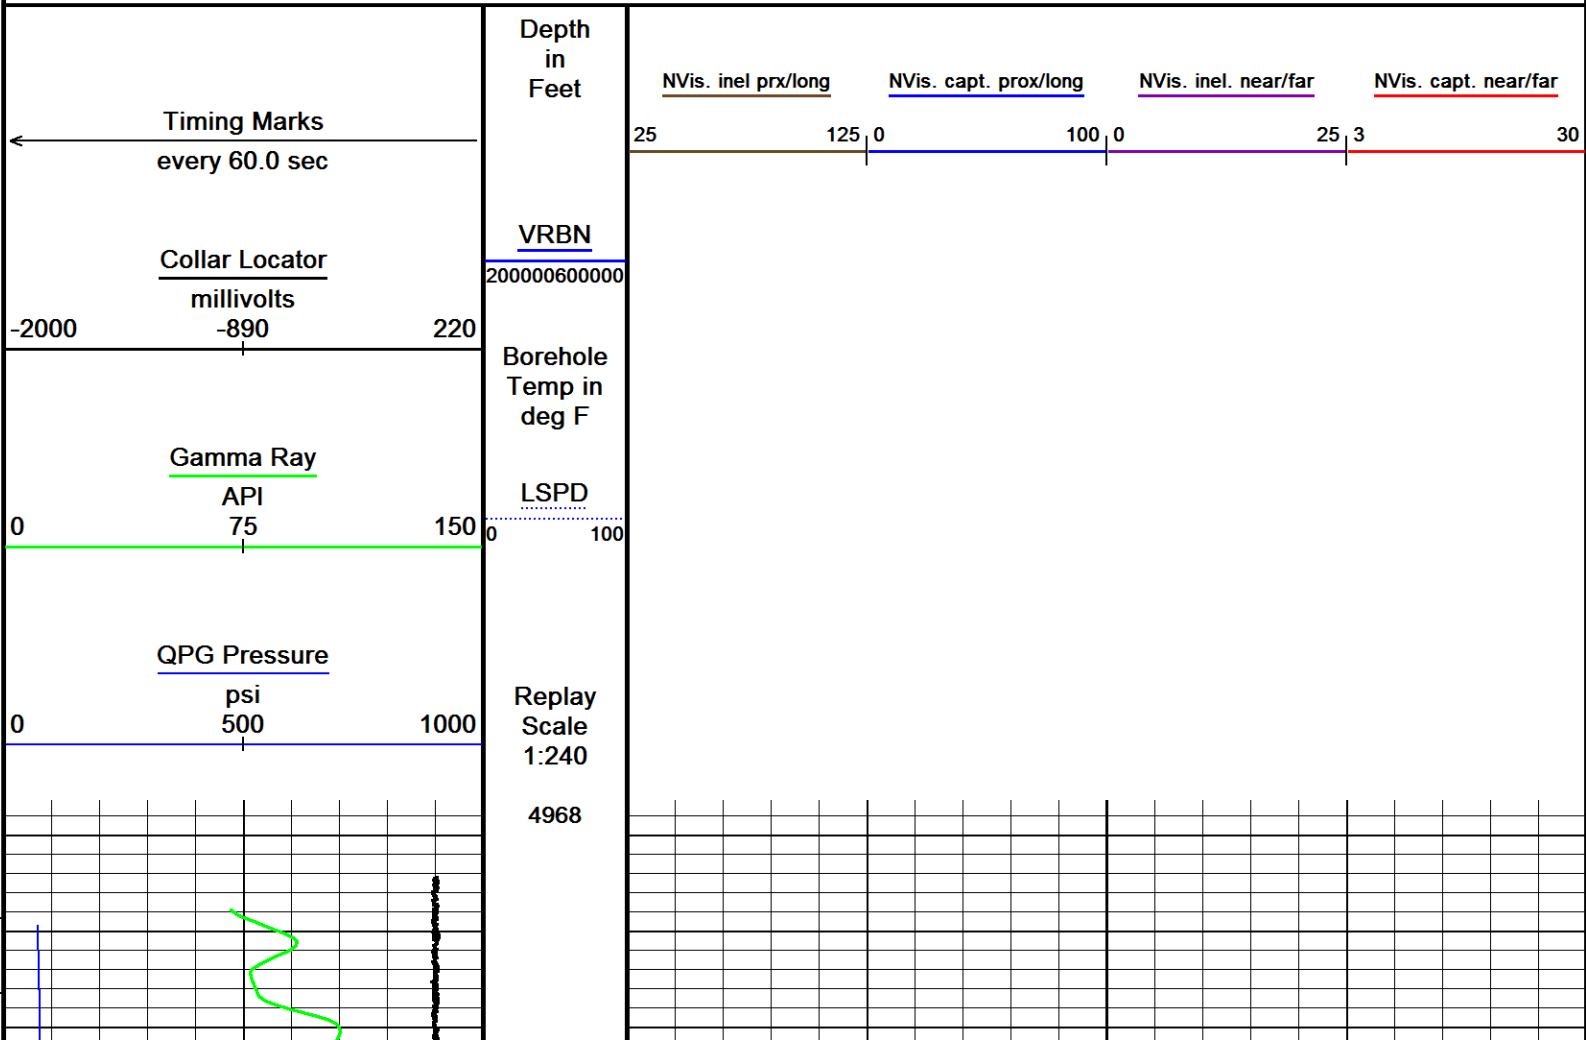 Timing Marks
every 60.0 sec
Collar Locator
millivolts
-2000 -890 220
Gamma Ray
API
0 75 150
QPG Pressure
psi
0 500 1000
Depth
in
Feet
VRBN
200000600000
Borehole
Temp in
deg F
LSPD
0 100
Replay
Scale
1:240
4968
NVis. inel prx/long NVis. capt. prox/long NVis. inel. near/far NVis. capt. near/far
25 125 0 100 0 25 3 30